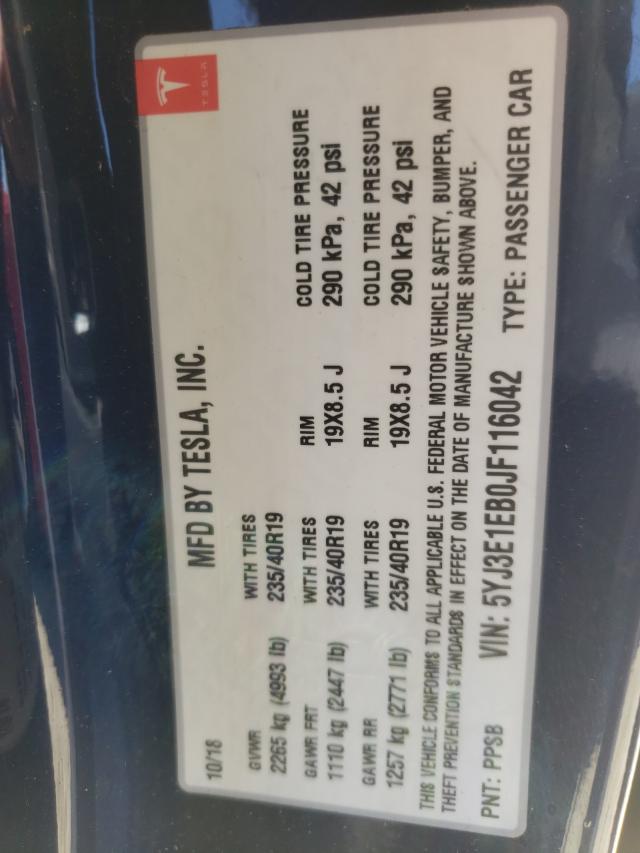 TESLA
10/18 MFD BY TESLA, INC.
GVWR WITH TIRES
2265 kg (4993 lb) 235/40R19
GAWR FRT WITH TIRES RIM COLD TIRE PRESSURE
1110 kg (2447 lb) 235/40R19 19X8.5 J 290 kPa, 42 psi
GAWR RR WITH TIRES RIM COLD TIRE PRESSURE
1257 kg (2771 lb) 235/40R19 19X8.5 J 290 kPa, 42 psi
THIS VEHICLE CONFORMS TO ALL APPLICABLE U.S. FEDERAL MOTOR VEHICLE SAFETY, BUMPER, AND
THEFT PREVENTION STANDARDS IN EFFECT ON THE DATE OF MANUFACTURE SHOWN ABOVE.
PNT: PPSB VIN: 5YJ3E1EB0JF116042 TYPE: PASSENGER CAR